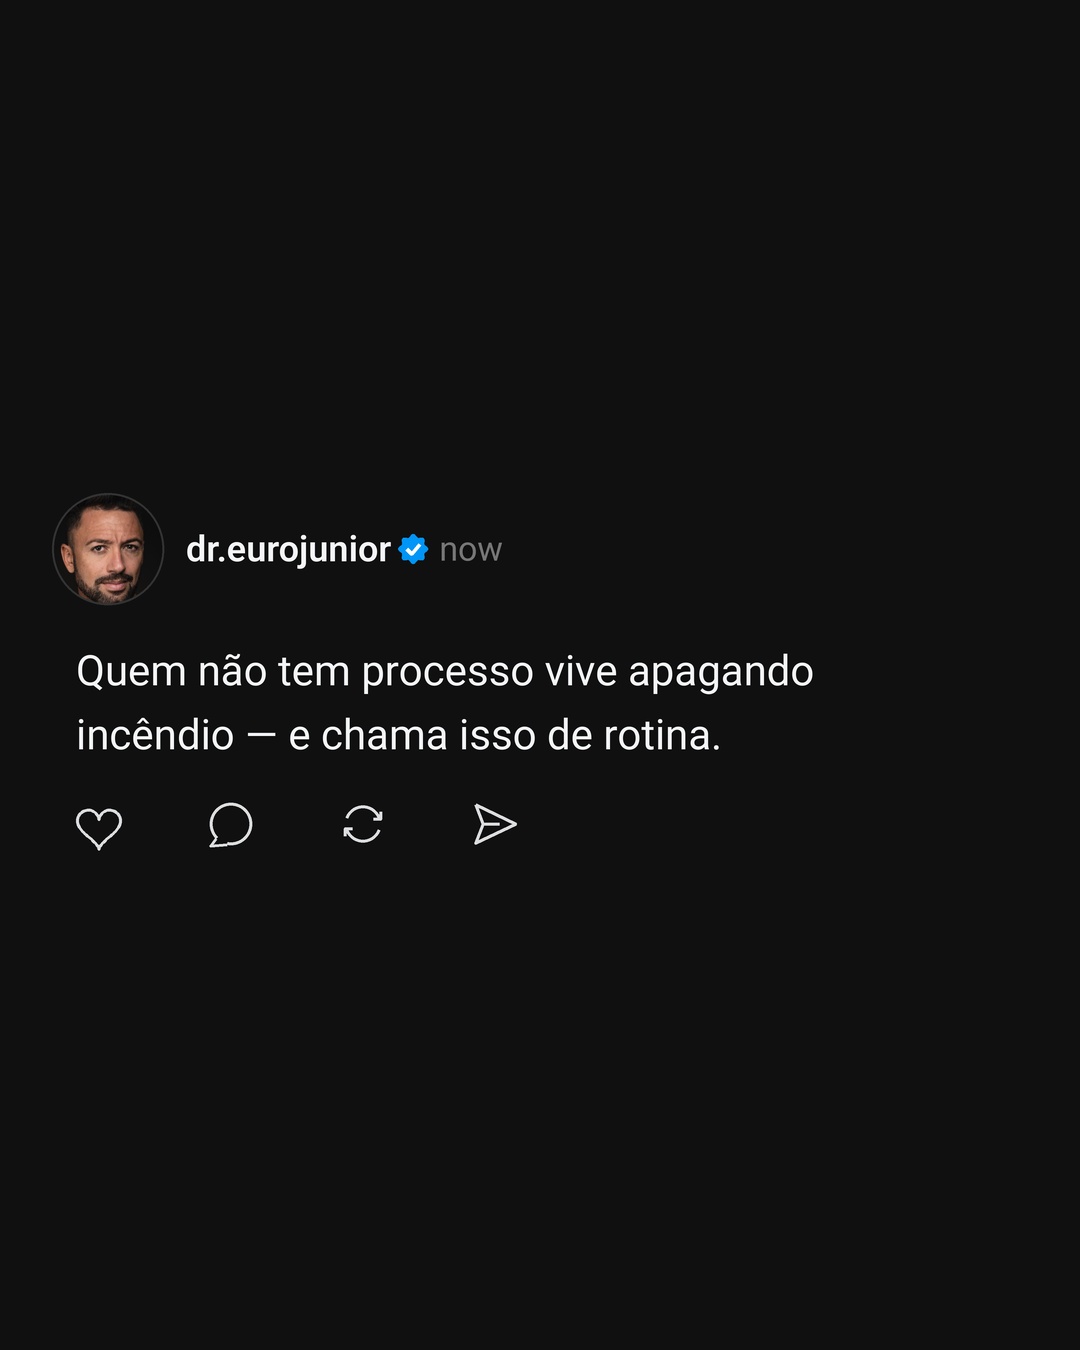 dr.eurojunior now
Quem não tem processo vive apagando
incêndio — e chama isso de rotina.